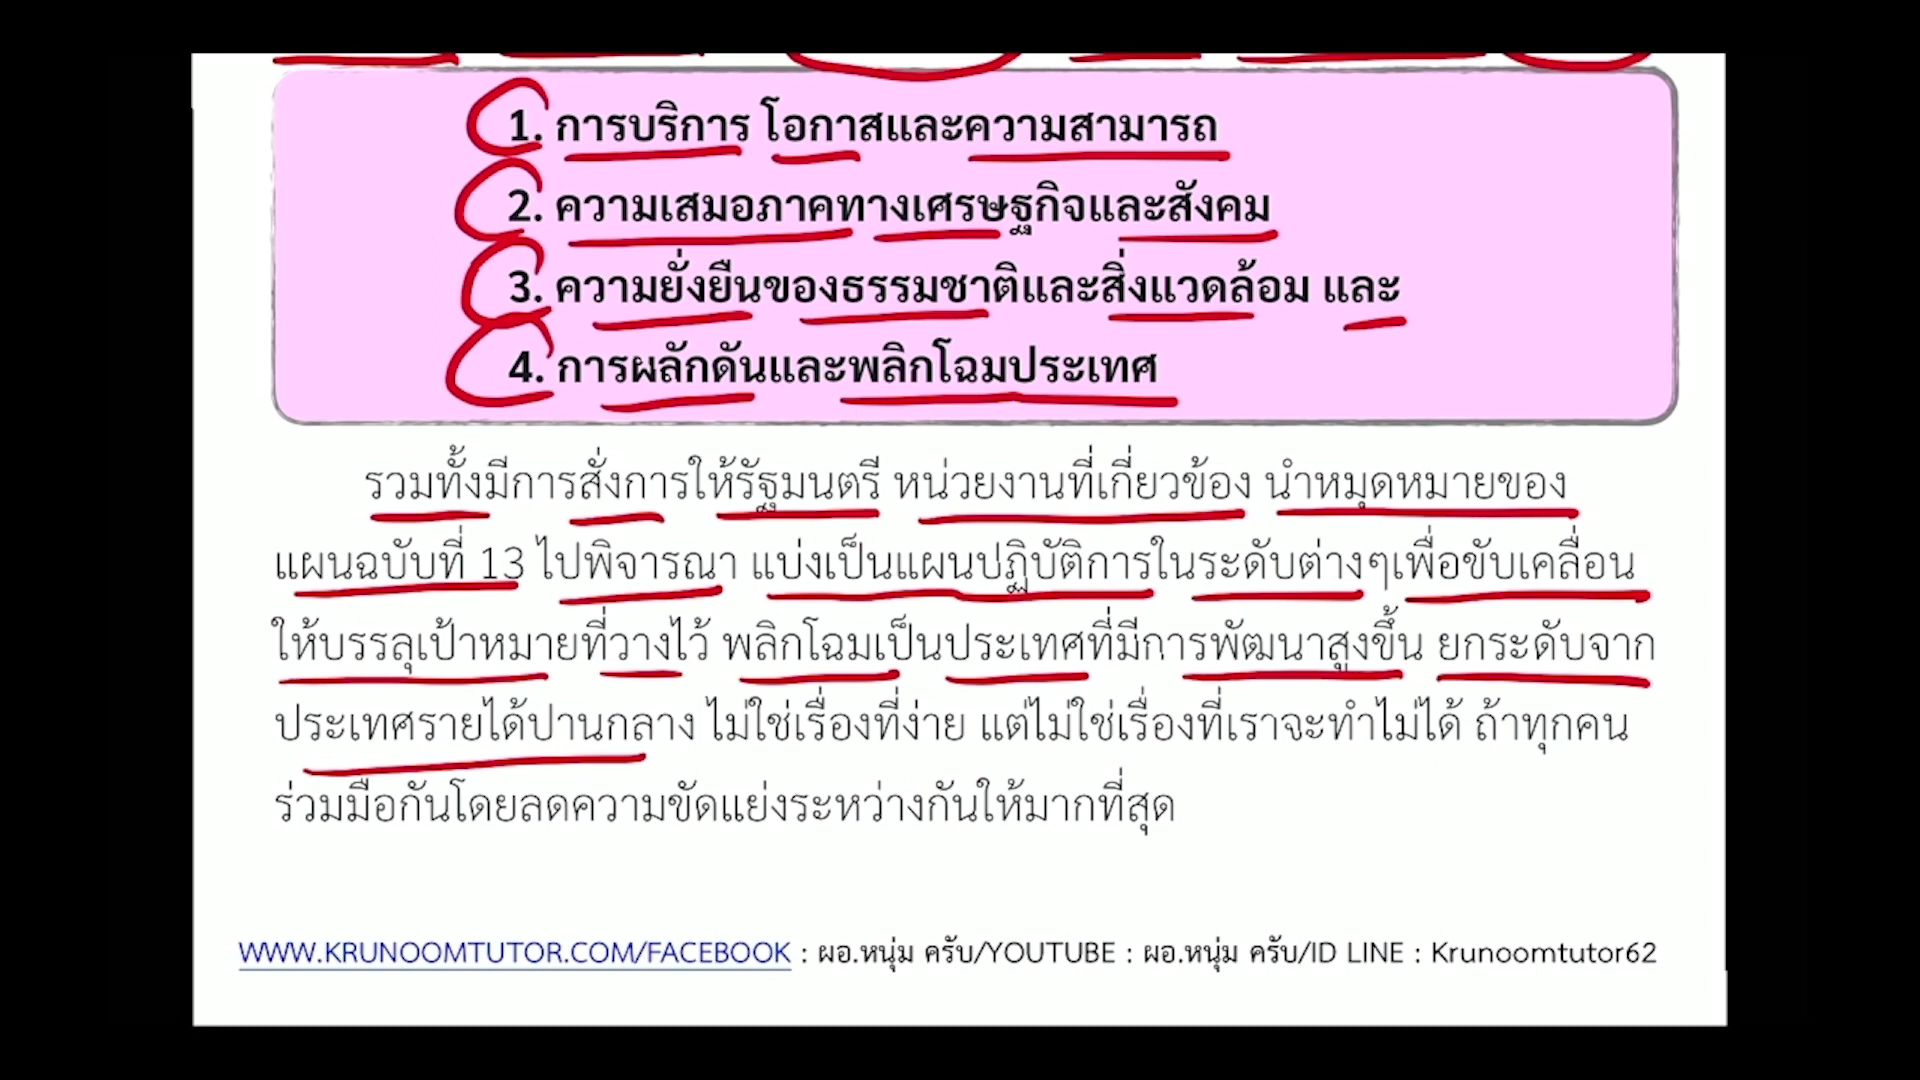 1. การบริการ โอกาสและความสามารถ
2. ความเสมอภาคทางเศรษฐกิจและสังคม
3. ความยั่งยืนของธรรมชาติและสิ่งแวดล้อม และ
4. การผลักดันและพลิกโฉมประเทศ
รวมทั้งมีการสั่งการให้รัฐมนตรี หน่วยงานที่เกี่ยวข้อง นำหมุดหมายของ
แผนฉบับที่ 13 ไปพิจารณา แบ่งเป็นแผนปฏิบัติการในระดับต่างๆเพื่อขับเคลื่อน
ให้บรรลุเป้าหมายที่วางไว้ พลิกโฉมเป็นประเทศที่มีการพัฒนาสูงขึ้น ยกระดับจาก
ประเทศรายได้ปานกลาง ไม่ใช่เรื่องที่ง่าย แต่ไม่ใช่เรื่องที่เราจะทำไม่ได้ ถ้าทุกคน
ร่วมมือกันโดยลดความขัดแย่งระหว่างกันให้มากที่สุด
WWW.KRUNOOMTUTOR.COM/FACEBOOK : ผอ.หนุ่ม ครับ/YOUTUBE : ผอ.หนุ่ม ครับ/ID LINE : Krunoomtutor62